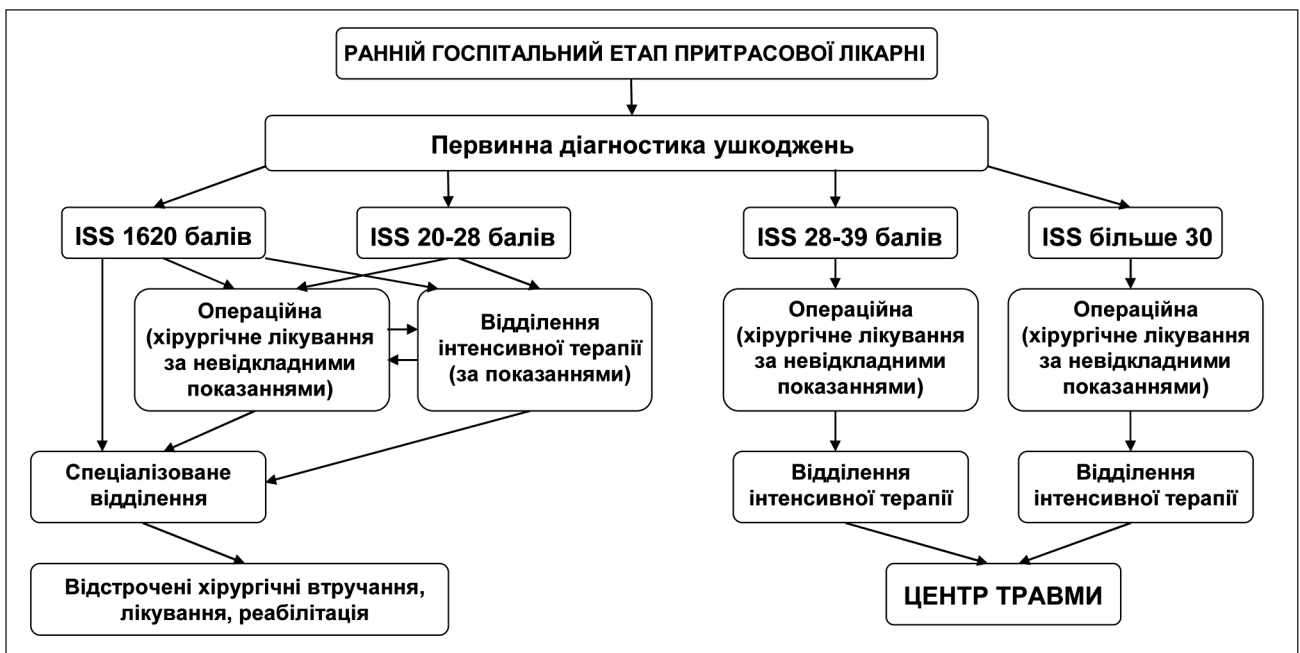 РАННІЙ ГОСПІТАЛЬНИЙ ЕТАП ПРИТРАСОВОЇ ЛІКАРНІ
Первинна діагностика ушкоджень
ISS 1620 балів
ISS 20-28 балів
ISS 28-39 балів
ISS більше 30
Операційна
(хірургічне лікування
за невідкладними
показаннями)
Відділення
інтенсивної терапії
(за показаннями)
Операційна
(хірургічне лікування
за невідкладними
показаннями)
Операційна
(хірургічне лікування
за невідкладними
показаннями)
Спеціалізоване
відділення
Відділення
інтенсивної терапії
Відділення
інтенсивної терапії
Відстрочені хірургічні втручання,
лікування, реабілітація
ЦЕНТР ТРАВМИ